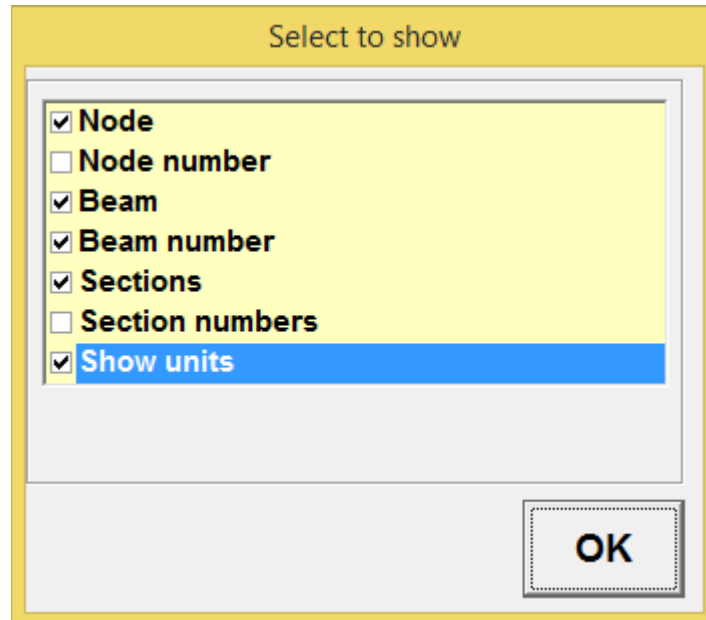 Select to show
Node
Node number
Beam
Beam number
Sections
Section numbers
Show units
OK